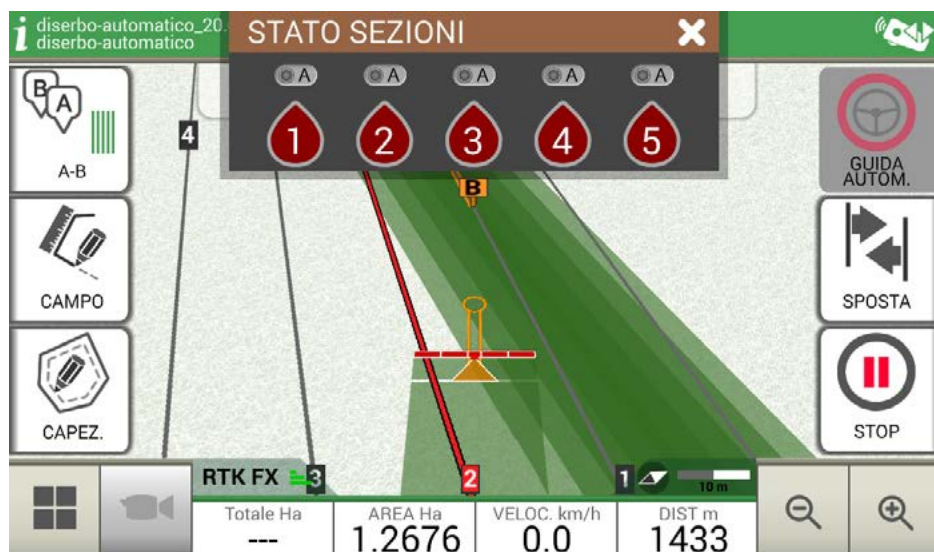 diserbo-automatico_20
diserbo-automatico
STATO SEZIONI
A A A A A
1 2 3 4 5
B
A
A-B
4
GUIDA
AUTOM.
B
CAMPO
SPOSTA
CAPEZ.
STOP
RTK FX
3
2
1
10 m
Totale Ha
AREA Ha
VELOC. km/h
DIST m
---
1.2676
0.0
1433